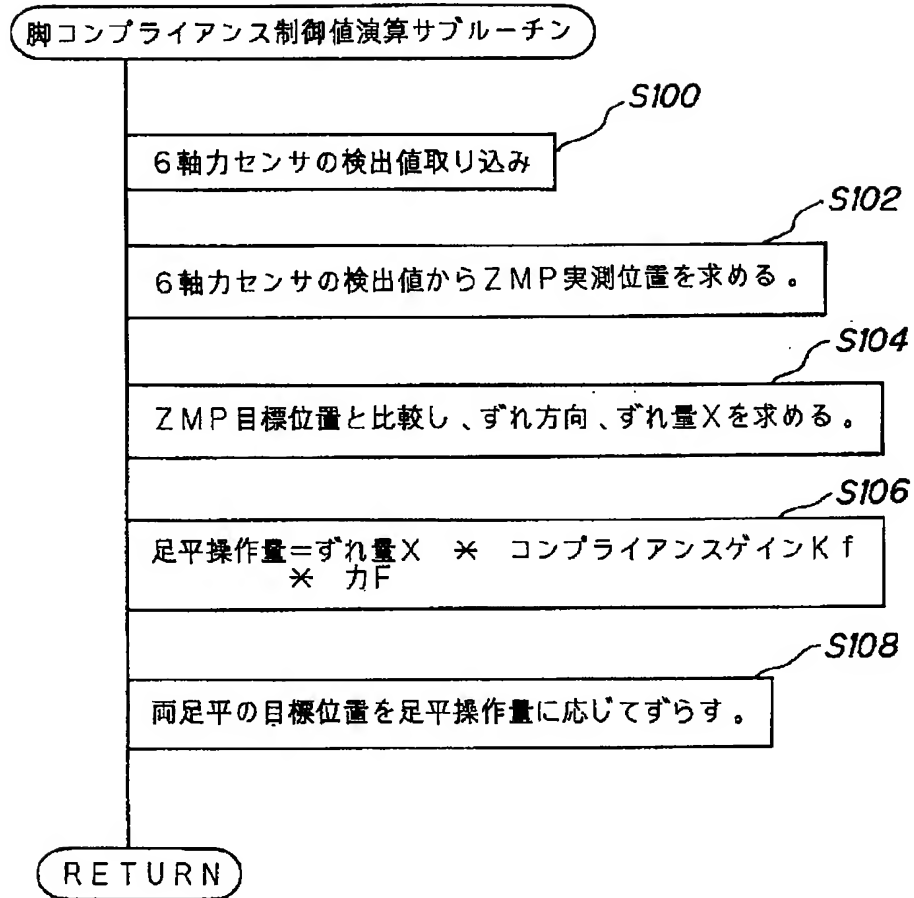 脚コンプライアンス制御値演算サブルーチン
S100
6軸力センサの検出値取り込み
S102
6軸力センサの検出値からZMP実測位置を求める。
S104
ZMP目標位置と比較し、ずれ方向、ずれ量Xを求める。
S106
足平操作量=ずれ量X * コンプライアンスゲインKf
* 力F
S108
両足平の目標位置を足平操作量に応じてずらす。
RETURN